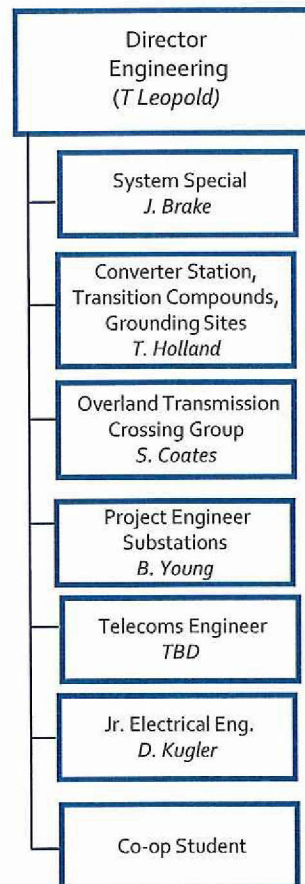 Director
Engineering
(T Leopold)
System Special
J. Brake
Converter Station,
Transition Compounds,
Grounding Sites
T. Holland
Overland Transmission
Crossing Group
S. Coates
Project Engineer
Substations
B. Young
Telecoms Engineer
TBD
Jr. Electrical Eng.
D. Kugler
Co-op Student